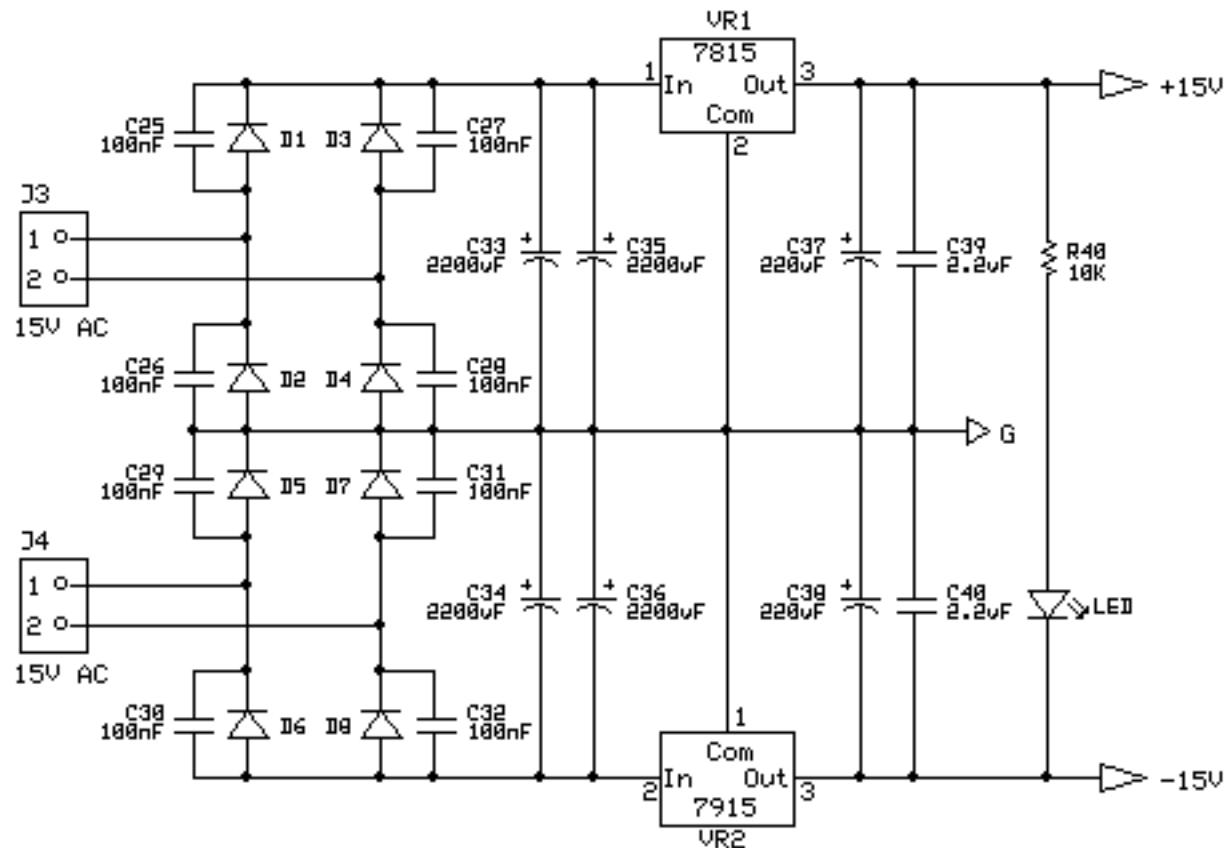 VR1
7815
1 In Out 3
Com
2
+15V
C25
100nF
D1 D3
C27
100nF
J3
1
2
15V AC
C33
2200uF
+
C35
2200uF
+
C37
220uF
+
C39
2.2uF
R40
10K
C26
100nF
D2 D4
C28
100nF
G
C29
100nF
D5 D7
C31
100nF
J4
1
2
15V AC
C34
2200uF
+
C36
2200uF
+
C38
220uF
+
C40
2.2uF
LED
C30
100nF
D6 D8
C32
100nF
1
Com
2 In Out 3
7915
VR2
-15V